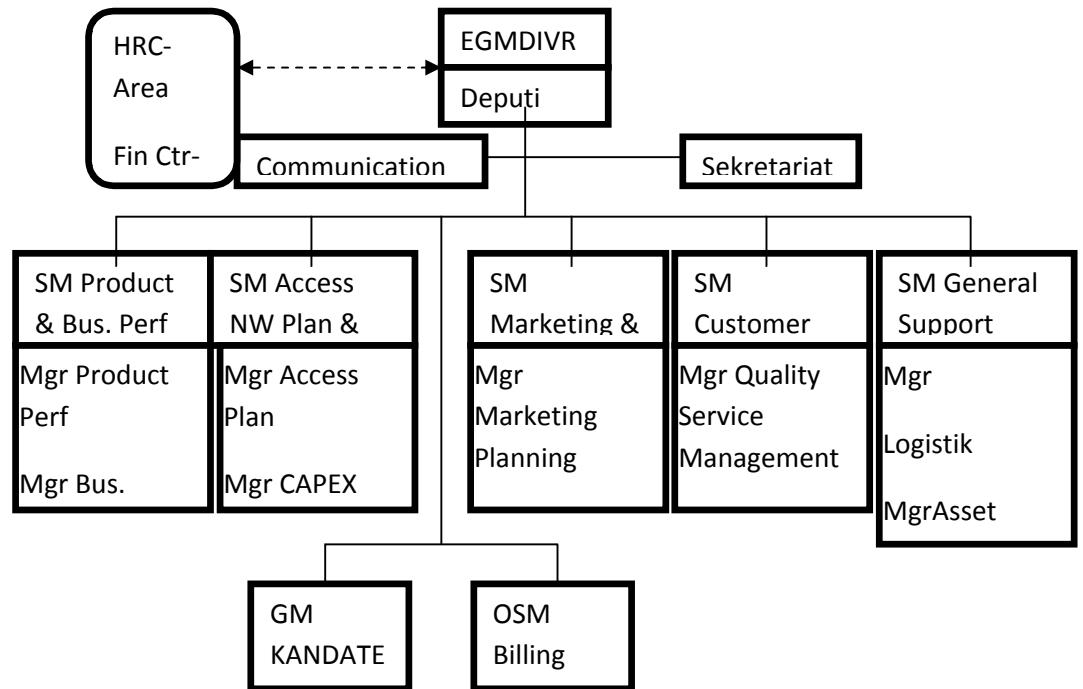 HRC-
Area
Fin Ctr-
EGMDIVR
Deputi
Communication
Sekretariat
SM Product
& Bus. Perf
Mgr Product
Perf
Mgr Bus.
SM Access
NW Plan &
Mgr Access
Plan
Mgr CAPEX
SM
Marketing &
Mgr
Marketing
Planning
SM
Customer
Mgr Quality
Service
Management
SM General
Support
Mgr
Logistik
MgrAsset
GM
KANDATE
OSM
Billing